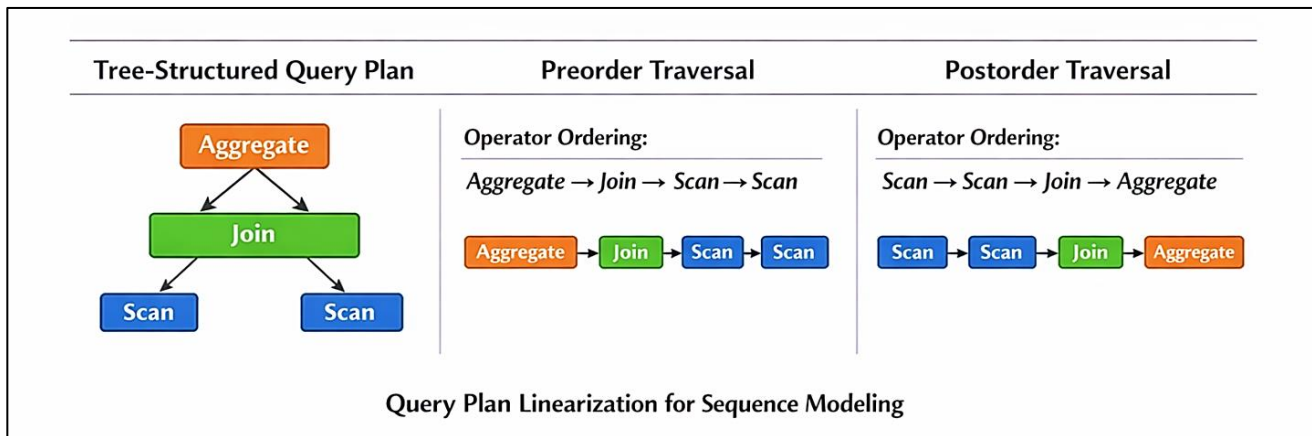 Tree-Structured Query Plan
Preorder Traversal
Postorder Traversal
Aggregate
Join
Scan
Scan
Operator Ordering:
Aggregate → Join → Scan → Scan
Aggregate
Join
Scan
Scan
Operator Ordering:
Scan → Scan → Join → Aggregate
Scan
Scan
Join
Aggregate
Query Plan Linearization for Sequence Modeling